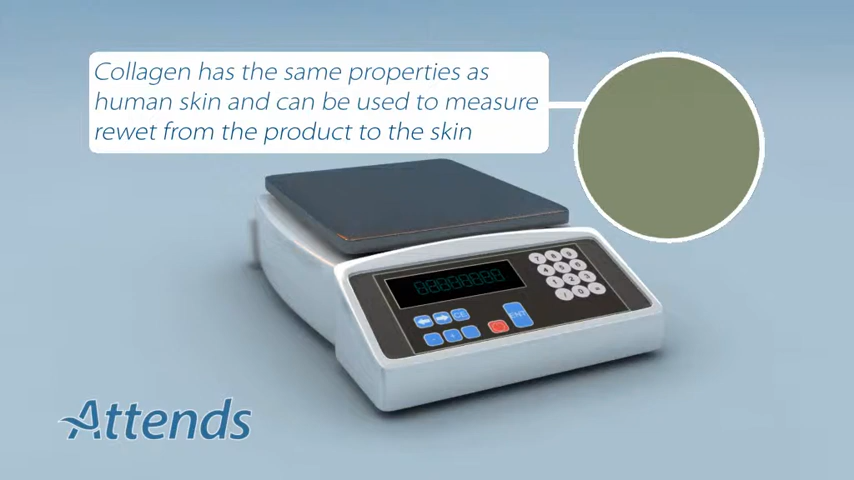 Collagen has the same properties as
human skin and can be used to measure
rewet from the product to the skin
ENT
Attends